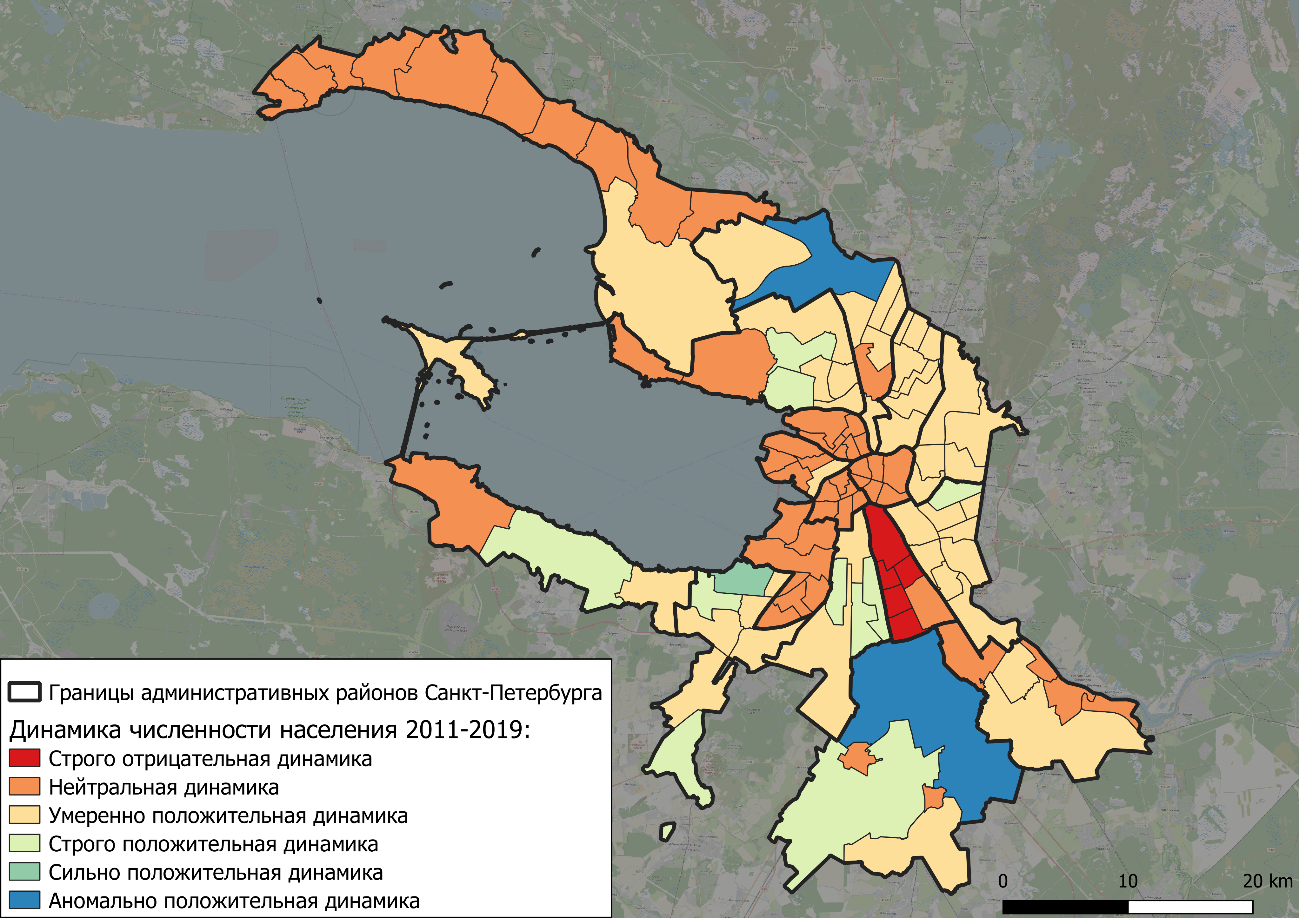 Границы административных районов Санкт-Петербурга
Динамика численности населения 2011-2019:
Строго отрицательная динамика
Нейтральная динамика
Умеренно положительная динамика
Строго положительная динамика
Сильно положительная динамика
Аномально положительная динамика
0 10 20 km